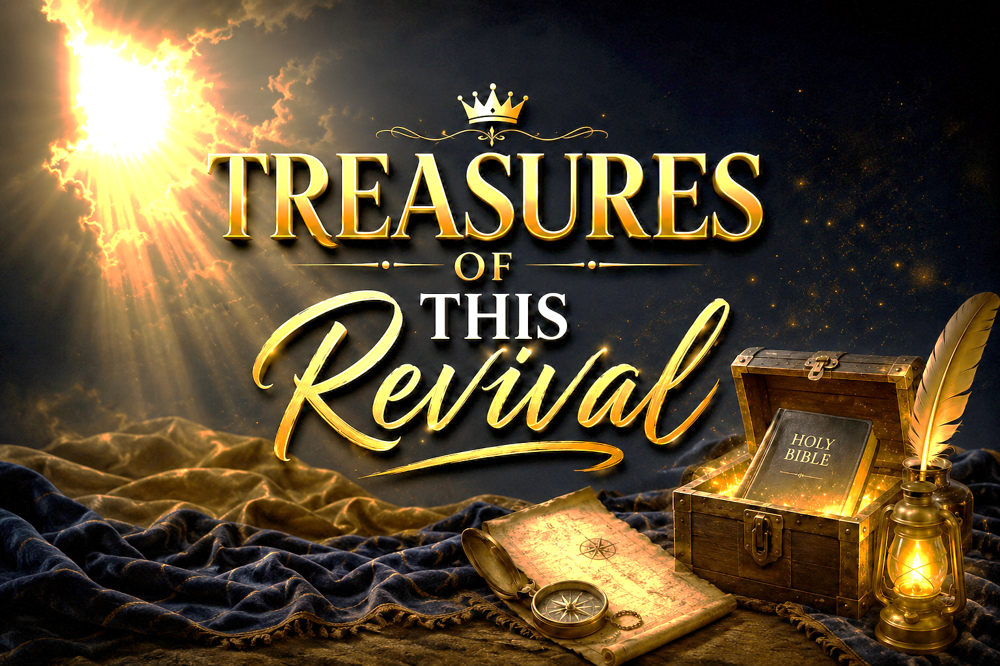 TREASURES
OF
THIS
Revival
HOLY
BIBLE